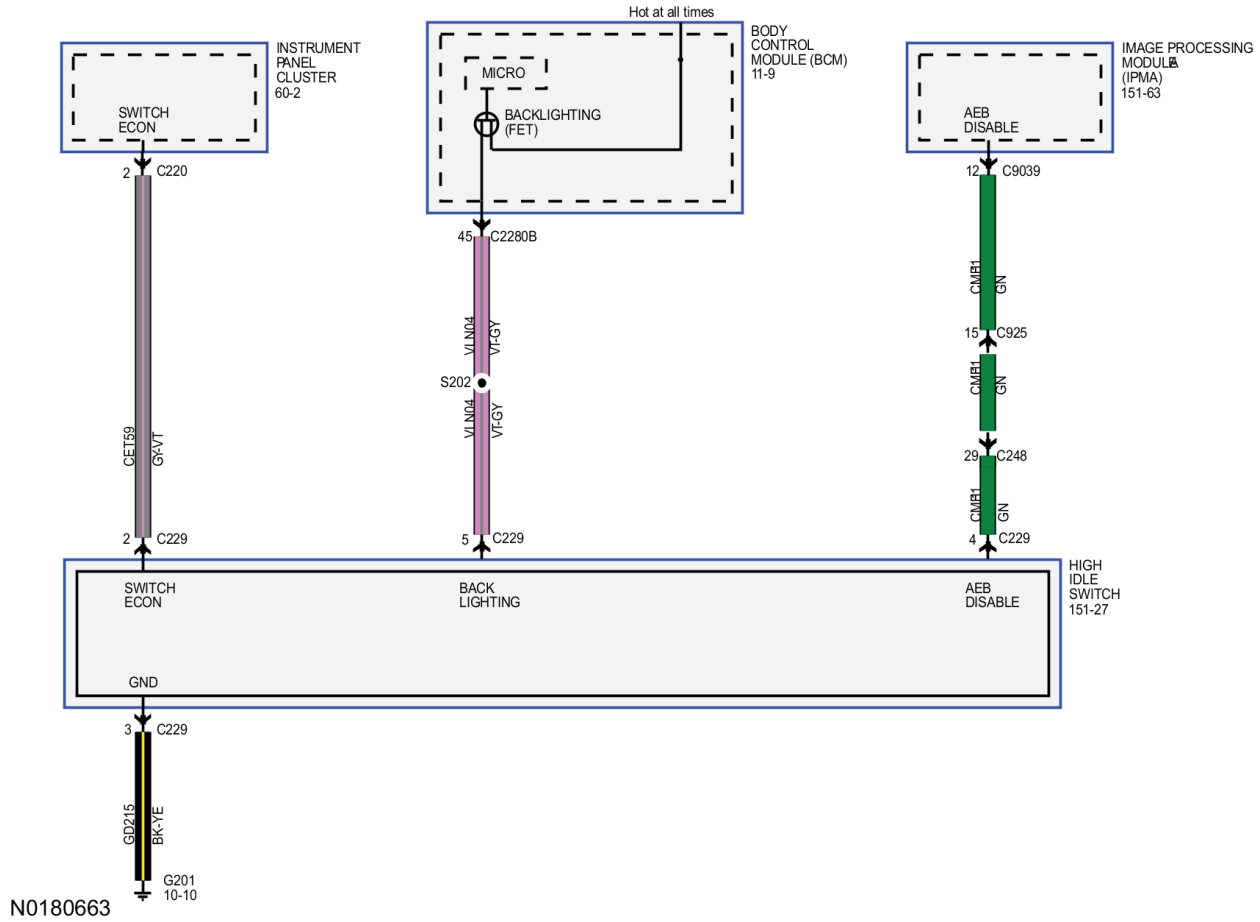 Hot at all times
INSTRUMENT
PANEL
CLUSTER
60-2
SWITCH
ECON
2 C220
CET59
GY-VT
2 C229
BODY
CONTROL
MODULE (BCM)
11-9
MICRO
BACKLIGHTING
(FET)
45 C2280B
VLN04
VT-GY
S202
VLN04
VT-GY
5 C229
IMAGE PROCESSING
MODULE
(IPMA)
151-63
AEB
DISABLE
12 C9039
GN
15 C925
GN
29 C248
GN
4 C229
HIGH
IDLE
SWITCH
151-27
SWITCH
ECON
BACK
LIGHTING
AEB
DISABLE
GND
3 C229
GD215
BK-YE
G201
10-10
N0180663